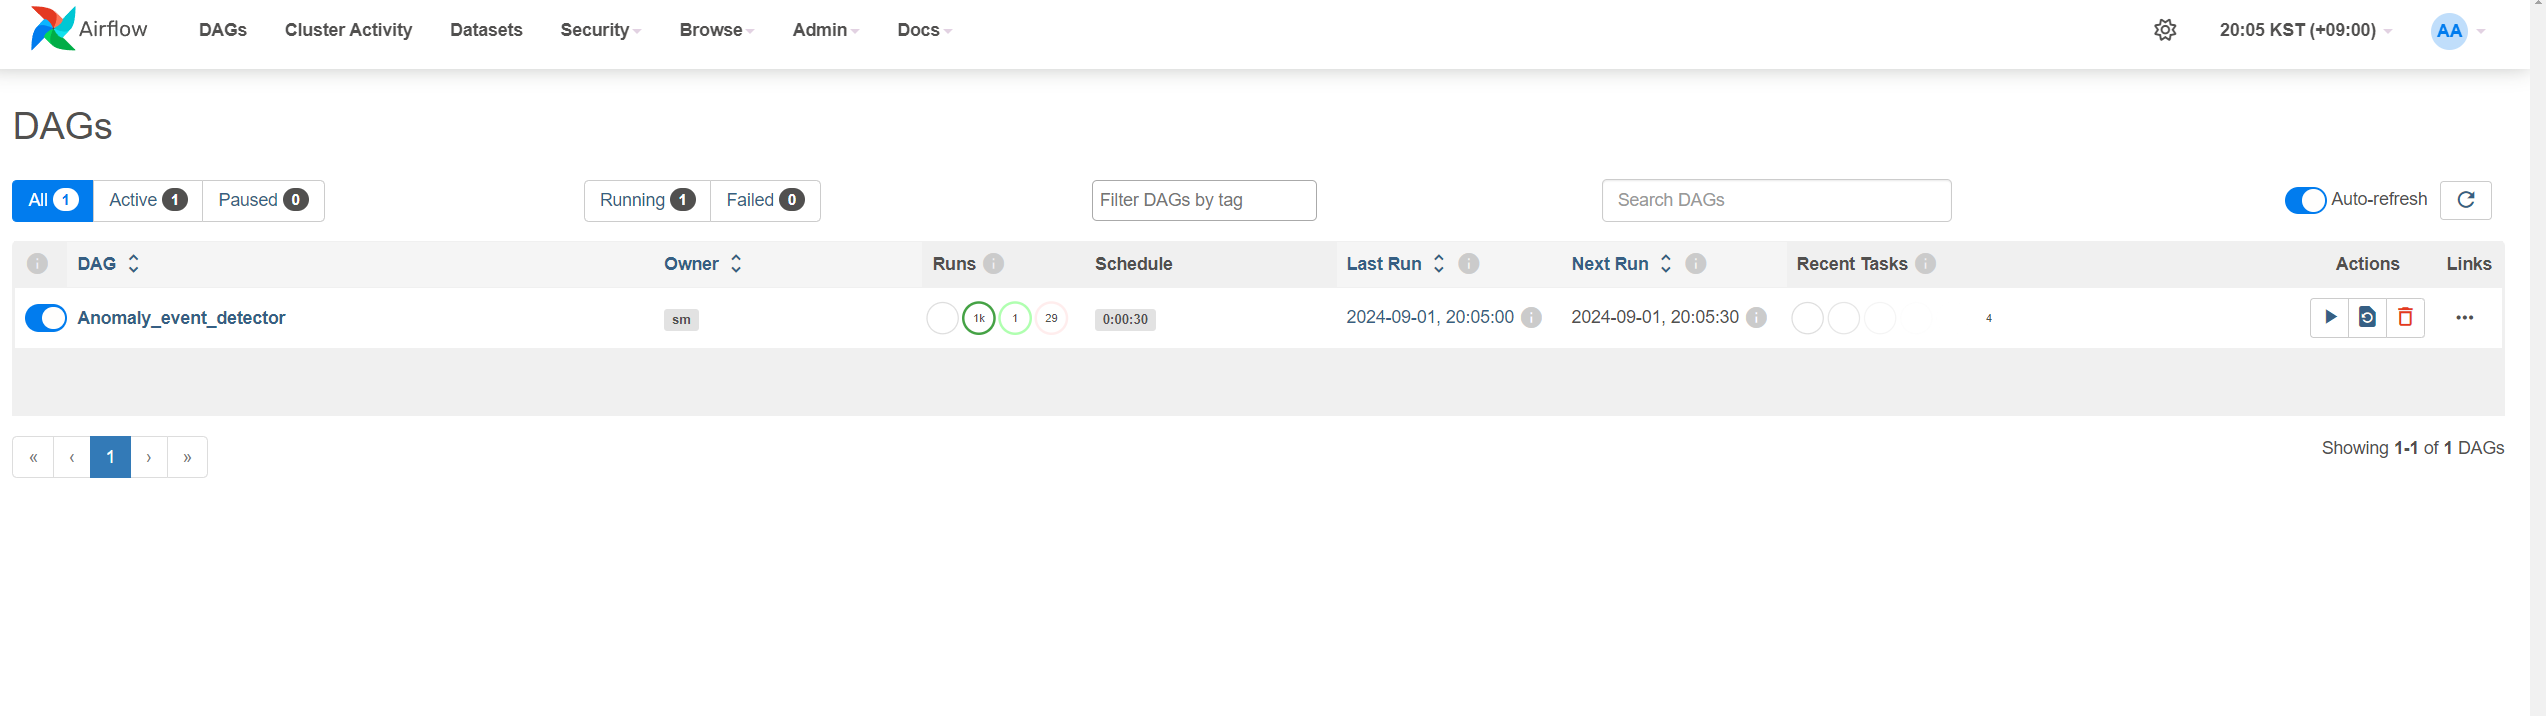 Airflow DAGs Cluster Activity Datasets Security Browse Admin Docs 20:05 KST (+09:00) AA
DAGs
All 1 Active 1 Paused 0 Running 1 Failed 0 Filter DAGs by tag Search DAGs Auto-refresh
DAG Owner Runs Schedule Last Run Next Run Recent Tasks Actions Links
Anomaly_event_detector sm 1k 1 29 0:00:30 2024-09-01, 20:05:00 2024-09-01, 20:05:30 4
« ‹ 1 › » Showing 1-1 of 1 DAGs